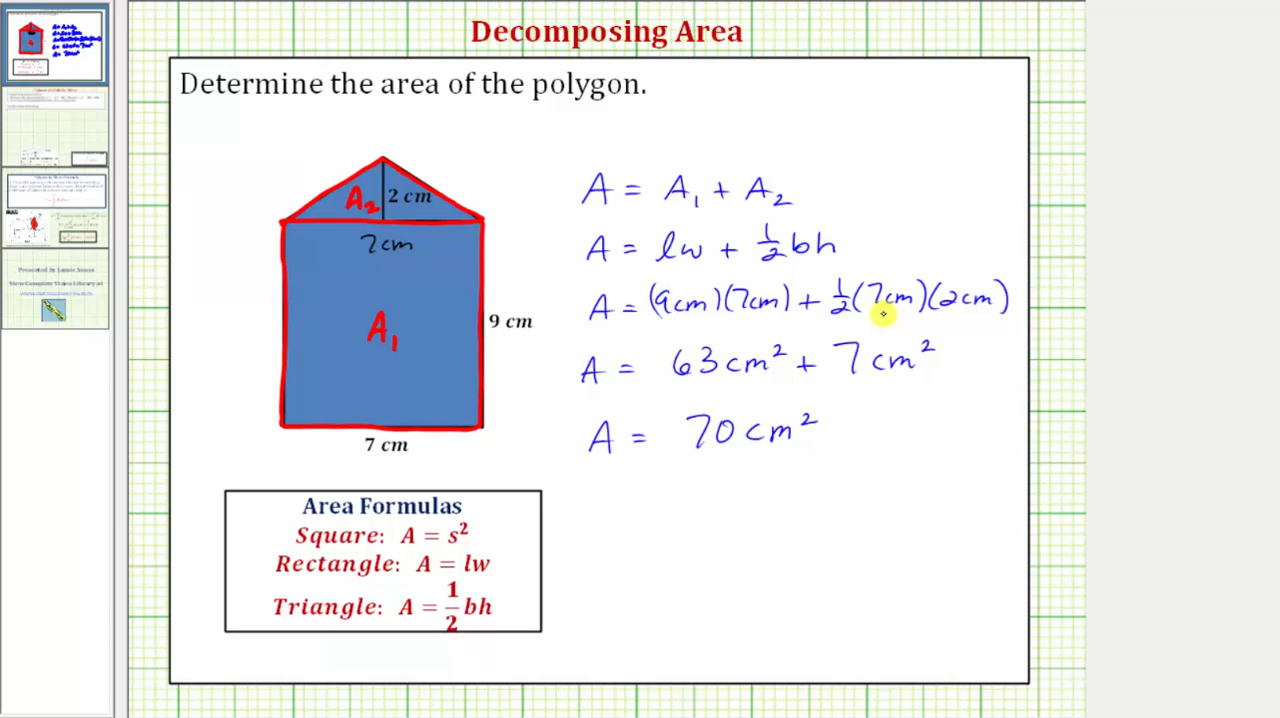 Decomposing Area
Determine the area of the polygon.
A₂
2 cm
7cm
A₁
9 cm
7 cm
A = A₁ + A₂
A = lw + ½bh
A = (9cm)(7cm) + ½(7cm)(2cm)
A = 63cm² + 7cm²
A = 70cm²
Area Formulas
Square: A = s²
Rectangle: A = lw
Triangle: A = 1/2 bh